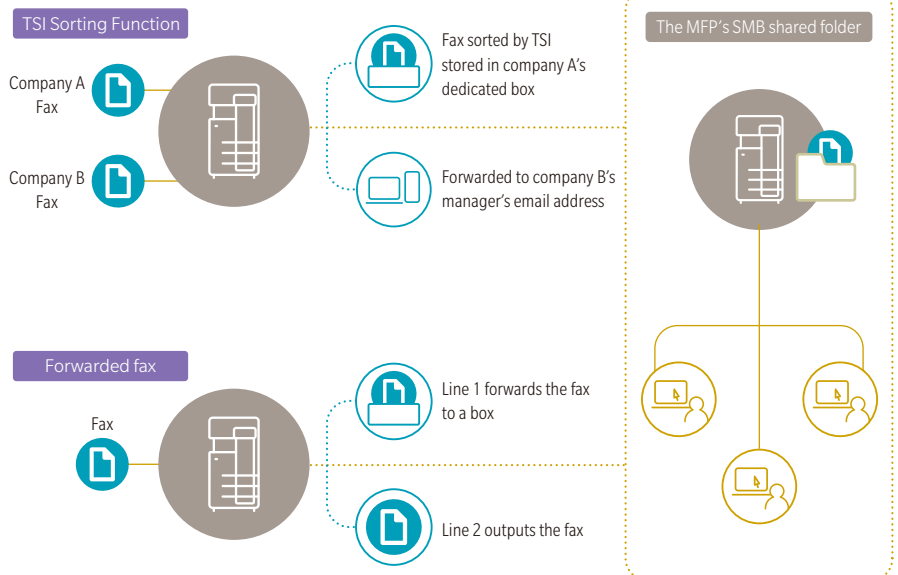 TSI Sorting Function
Company A
Fax
Company B
Fax
Fax sorted by TSI
stored in company A's
dedicated box
Forwarded to company B's
manager's email address
The MFP's SMB shared folder
Forwarded fax
Fax
Line 1 forwards the fax
to a box
Line 2 outputs the fax